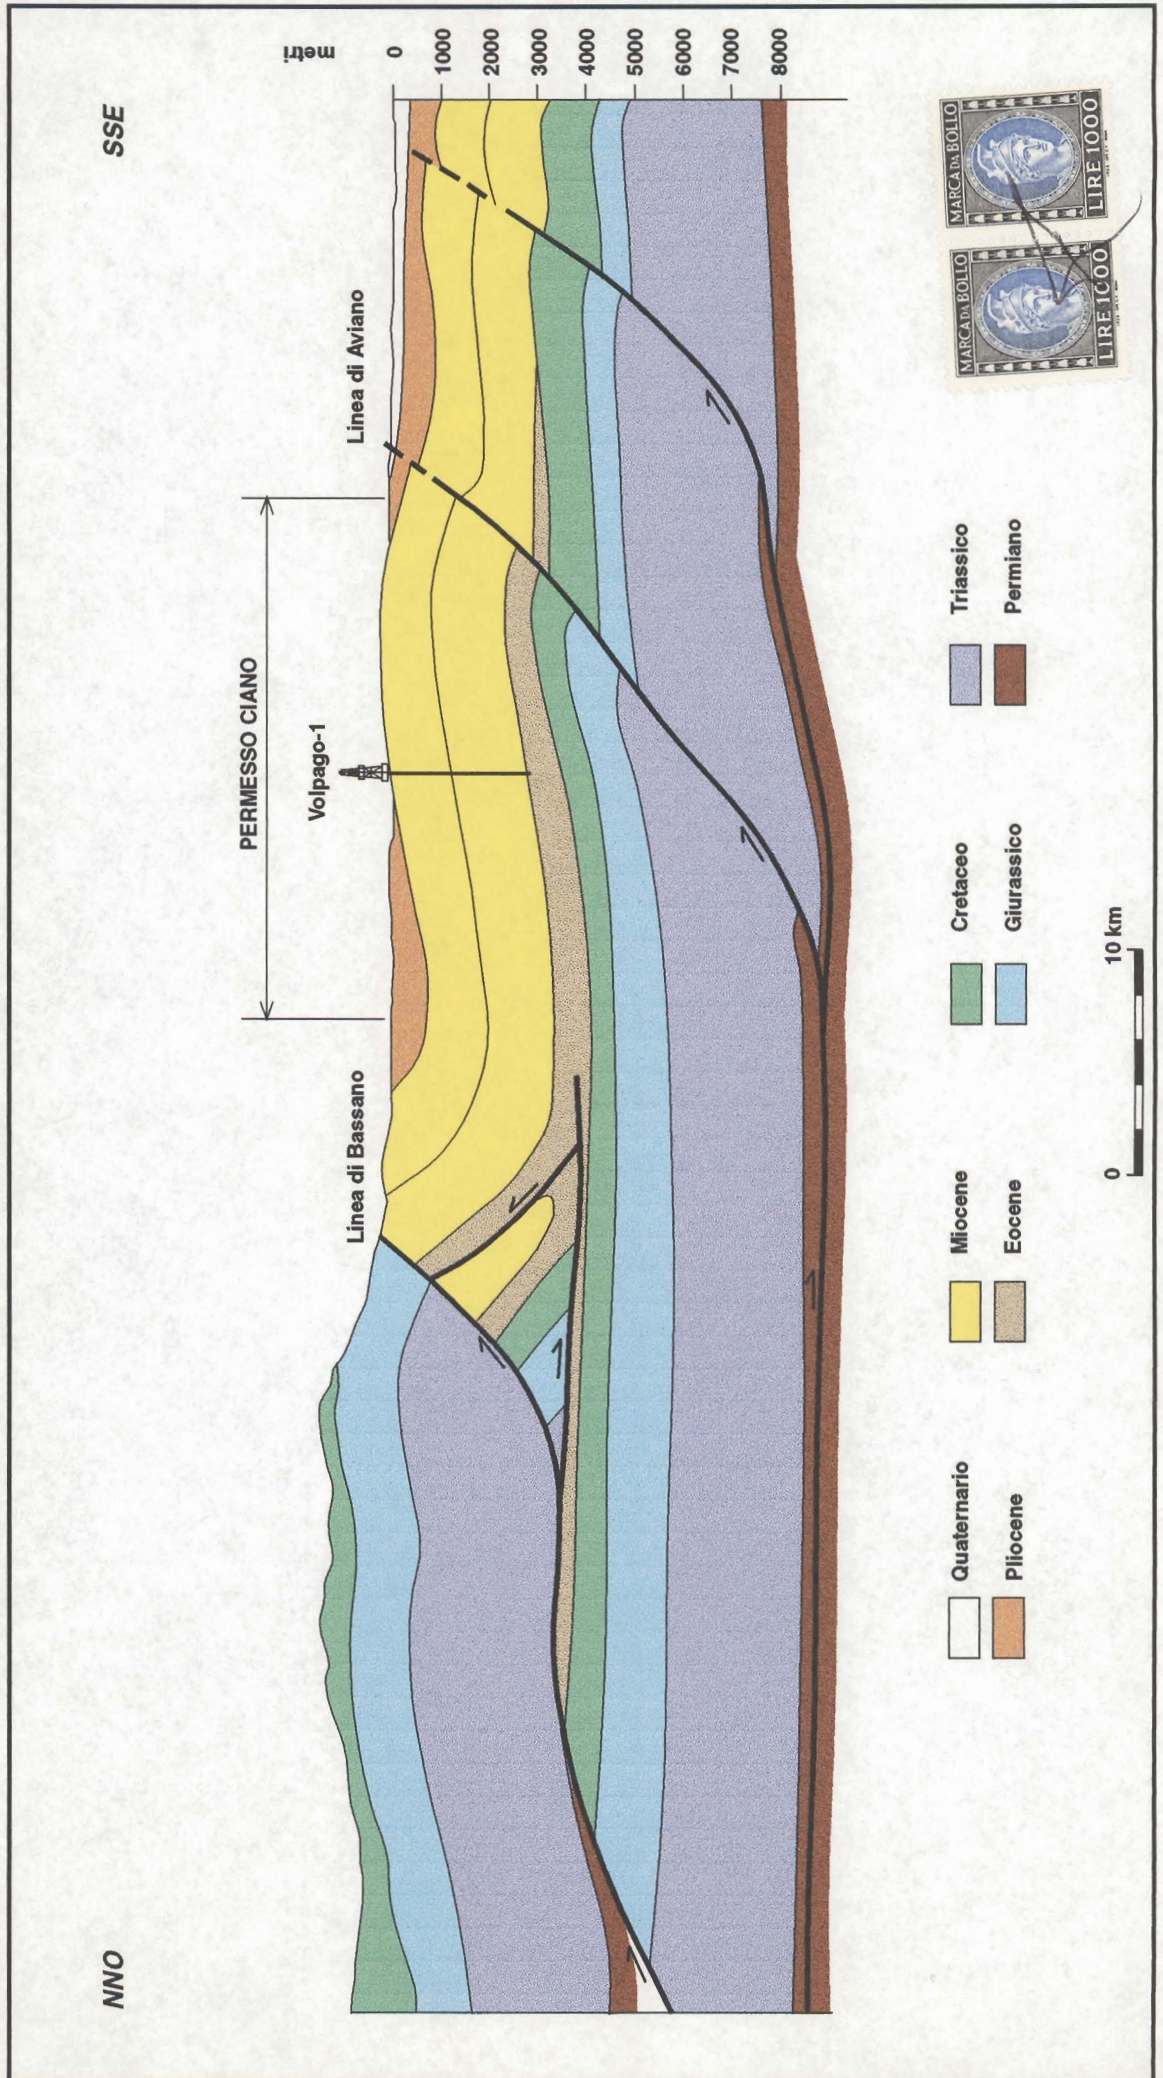 NNO
SSE
PERMESSO CIANO
Linea di Bassano
Volpago-1
Linea di Aviano
metri
0
1000
2000
3000
4000
5000
6000
7000
8000
Quaternario
Miocene
Cretaceo
Triassico
Pliocene
Eocene
Giurassico
Permiano
0
10 km
MARCA DA BOLLO
LIRE 1000
MARCA DA BOLLO
LIRE 1000